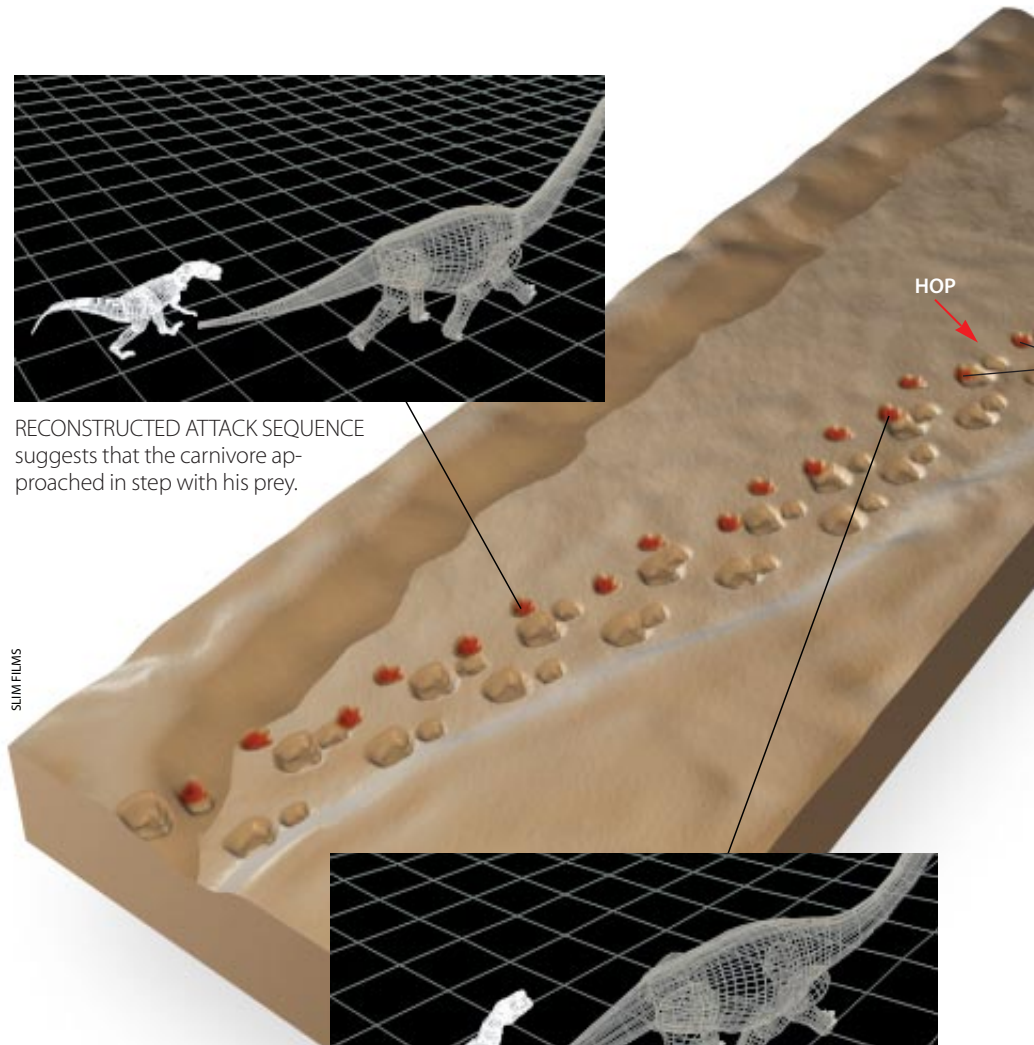 HOP
RECONSTRUCTED ATTACK SEQUENCE
suggests that the carnivore ap-
proached in step with his prey.
SLIM FILMS